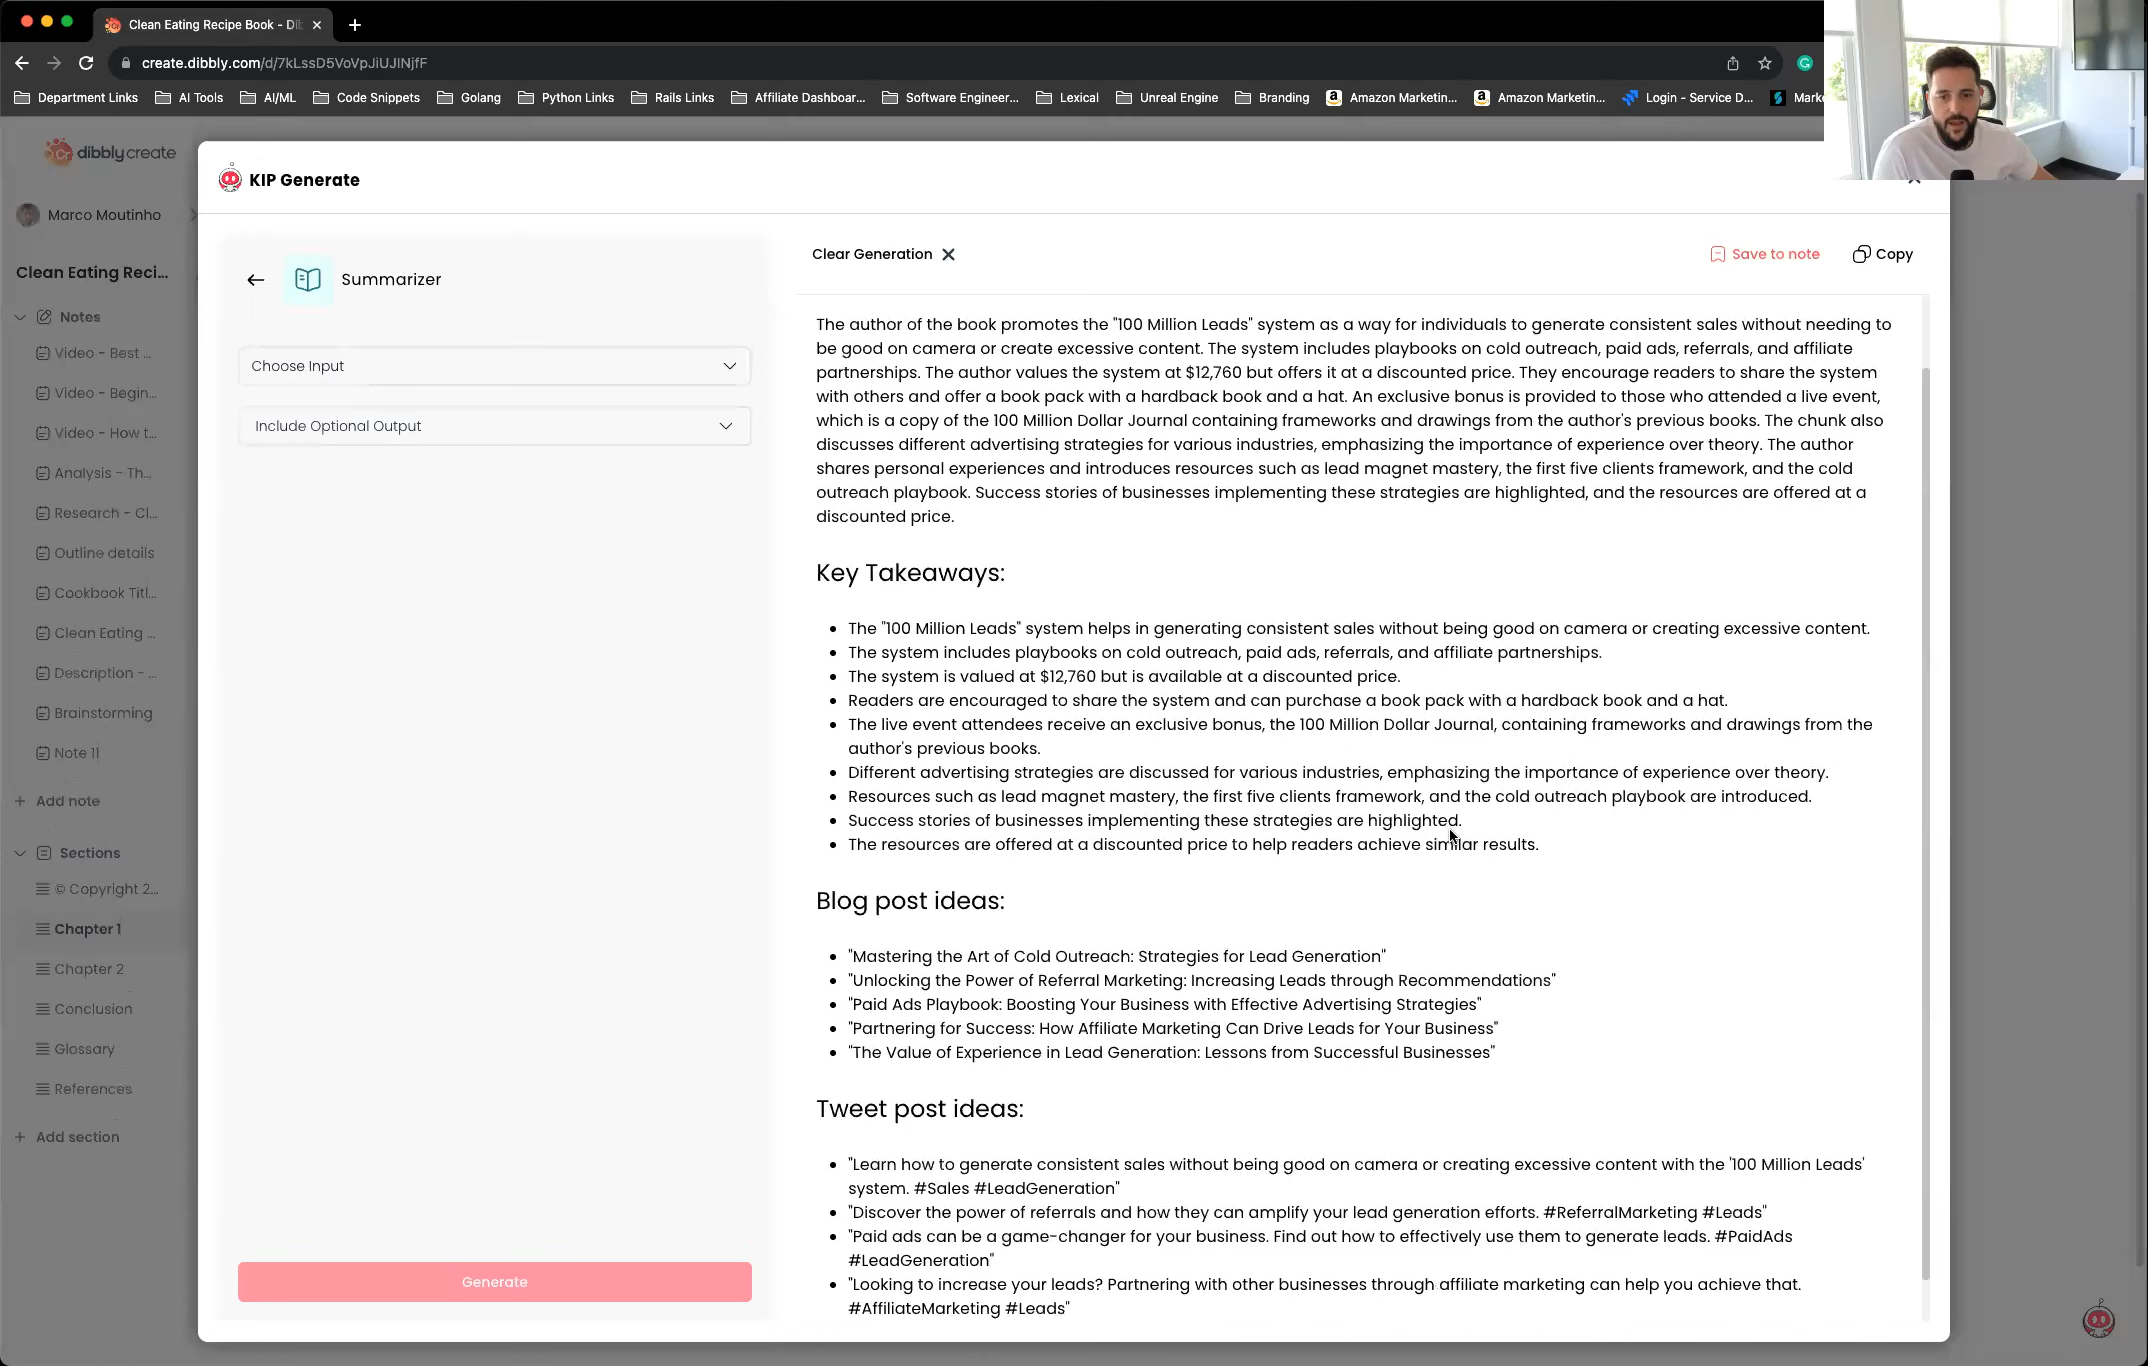 Clean Eating Recipe Book - Di
create.dibbly.com/d/7kLssD5VoVpJiUJlNjfF
Department Links AI Tools AI/ML Code Snippets Golang Python Links Rails Links Affiliate Dashboar... Software Engineer... Lexical Unreal Engine Branding Amazon Marketin... Amazon Marketin... Login - Service D... Marke
dibblycreate
Marco Moutinho
Clean Eating Reci...
Notes
Video - Best ...
Video - Begin...
Video - How t...
Analysis - Th...
Research - Cl...
Outline details
Cookbook Titl...
Clean Eating ...
Description - ...
Brainstorming
Note 11
+ Add note
Sections
© Copyright 2...
Chapter 1
Chapter 2
Conclusion
Glossary
References
+ Add section
KIP Generate
Summarizer
Choose Input
Include Optional Output
Generate
Clear Generation
Save to note
Copy
The author of the book promotes the "100 Million Leads" system as a way for individuals to generate consistent sales without needing to
be good on camera or create excessive content. The system includes playbooks on cold outreach, paid ads, referrals, and affiliate
partnerships. The author values the system at $12,760 but offers it at a discounted price. They encourage readers to share the system
with others and offer a book pack with a hardback book and a hat. An exclusive bonus is provided to those who attended a live event,
which is a copy of the 100 Million Dollar Journal containing frameworks and drawings from the author's previous books. The chunk also
discusses different advertising strategies for various industries, emphasizing the importance of experience over theory. The author
shares personal experiences and introduces resources such as lead magnet mastery, the first five clients framework, and the cold
outreach playbook. Success stories of businesses implementing these strategies are highlighted, and the resources are offered at a
discounted price.
Key Takeaways:
• The "100 Million Leads" system helps in generating consistent sales without being good on camera or creating excessive content.
• The system includes playbooks on cold outreach, paid ads, referrals, and affiliate partnerships.
• The system is valued at $12,760 but is available at a discounted price.
• Readers are encouraged to share the system and can purchase a book pack with a hardback book and a hat.
• The live event attendees receive an exclusive bonus, the 100 Million Dollar Journal, containing frameworks and drawings from the
author's previous books.
• Different advertising strategies are discussed for various industries, emphasizing the importance of experience over theory.
• Resources such as lead magnet mastery, the first five clients framework, and the cold outreach playbook are introduced.
• Success stories of businesses implementing these strategies are highlighted.
• The resources are offered at a discounted price to help readers achieve similar results.
Blog post ideas:
• "Mastering the Art of Cold Outreach: Strategies for Lead Generation"
• "Unlocking the Power of Referral Marketing: Increasing Leads through Recommendations"
• "Paid Ads Playbook: Boosting Your Business with Effective Advertising Strategies"
• "Partnering for Success: How Affiliate Marketing Can Drive Leads for Your Business"
• "The Value of Experience in Lead Generation: Lessons from Successful Businesses"
Tweet post ideas:
• "Learn how to generate consistent sales without being good on camera or creating excessive content with the '100 Million Leads'
system. #Sales #LeadGeneration"
• "Discover the power of referrals and how they can amplify your lead generation efforts. #ReferralMarketing #Leads"
• "Paid ads can be a game-changer for your business. Find out how to effectively use them to generate leads. #PaidAds
#LeadGeneration"
• "Looking to increase your leads? Partnering with other businesses through affiliate marketing can help you achieve that.
#AffiliateMarketing #Leads"